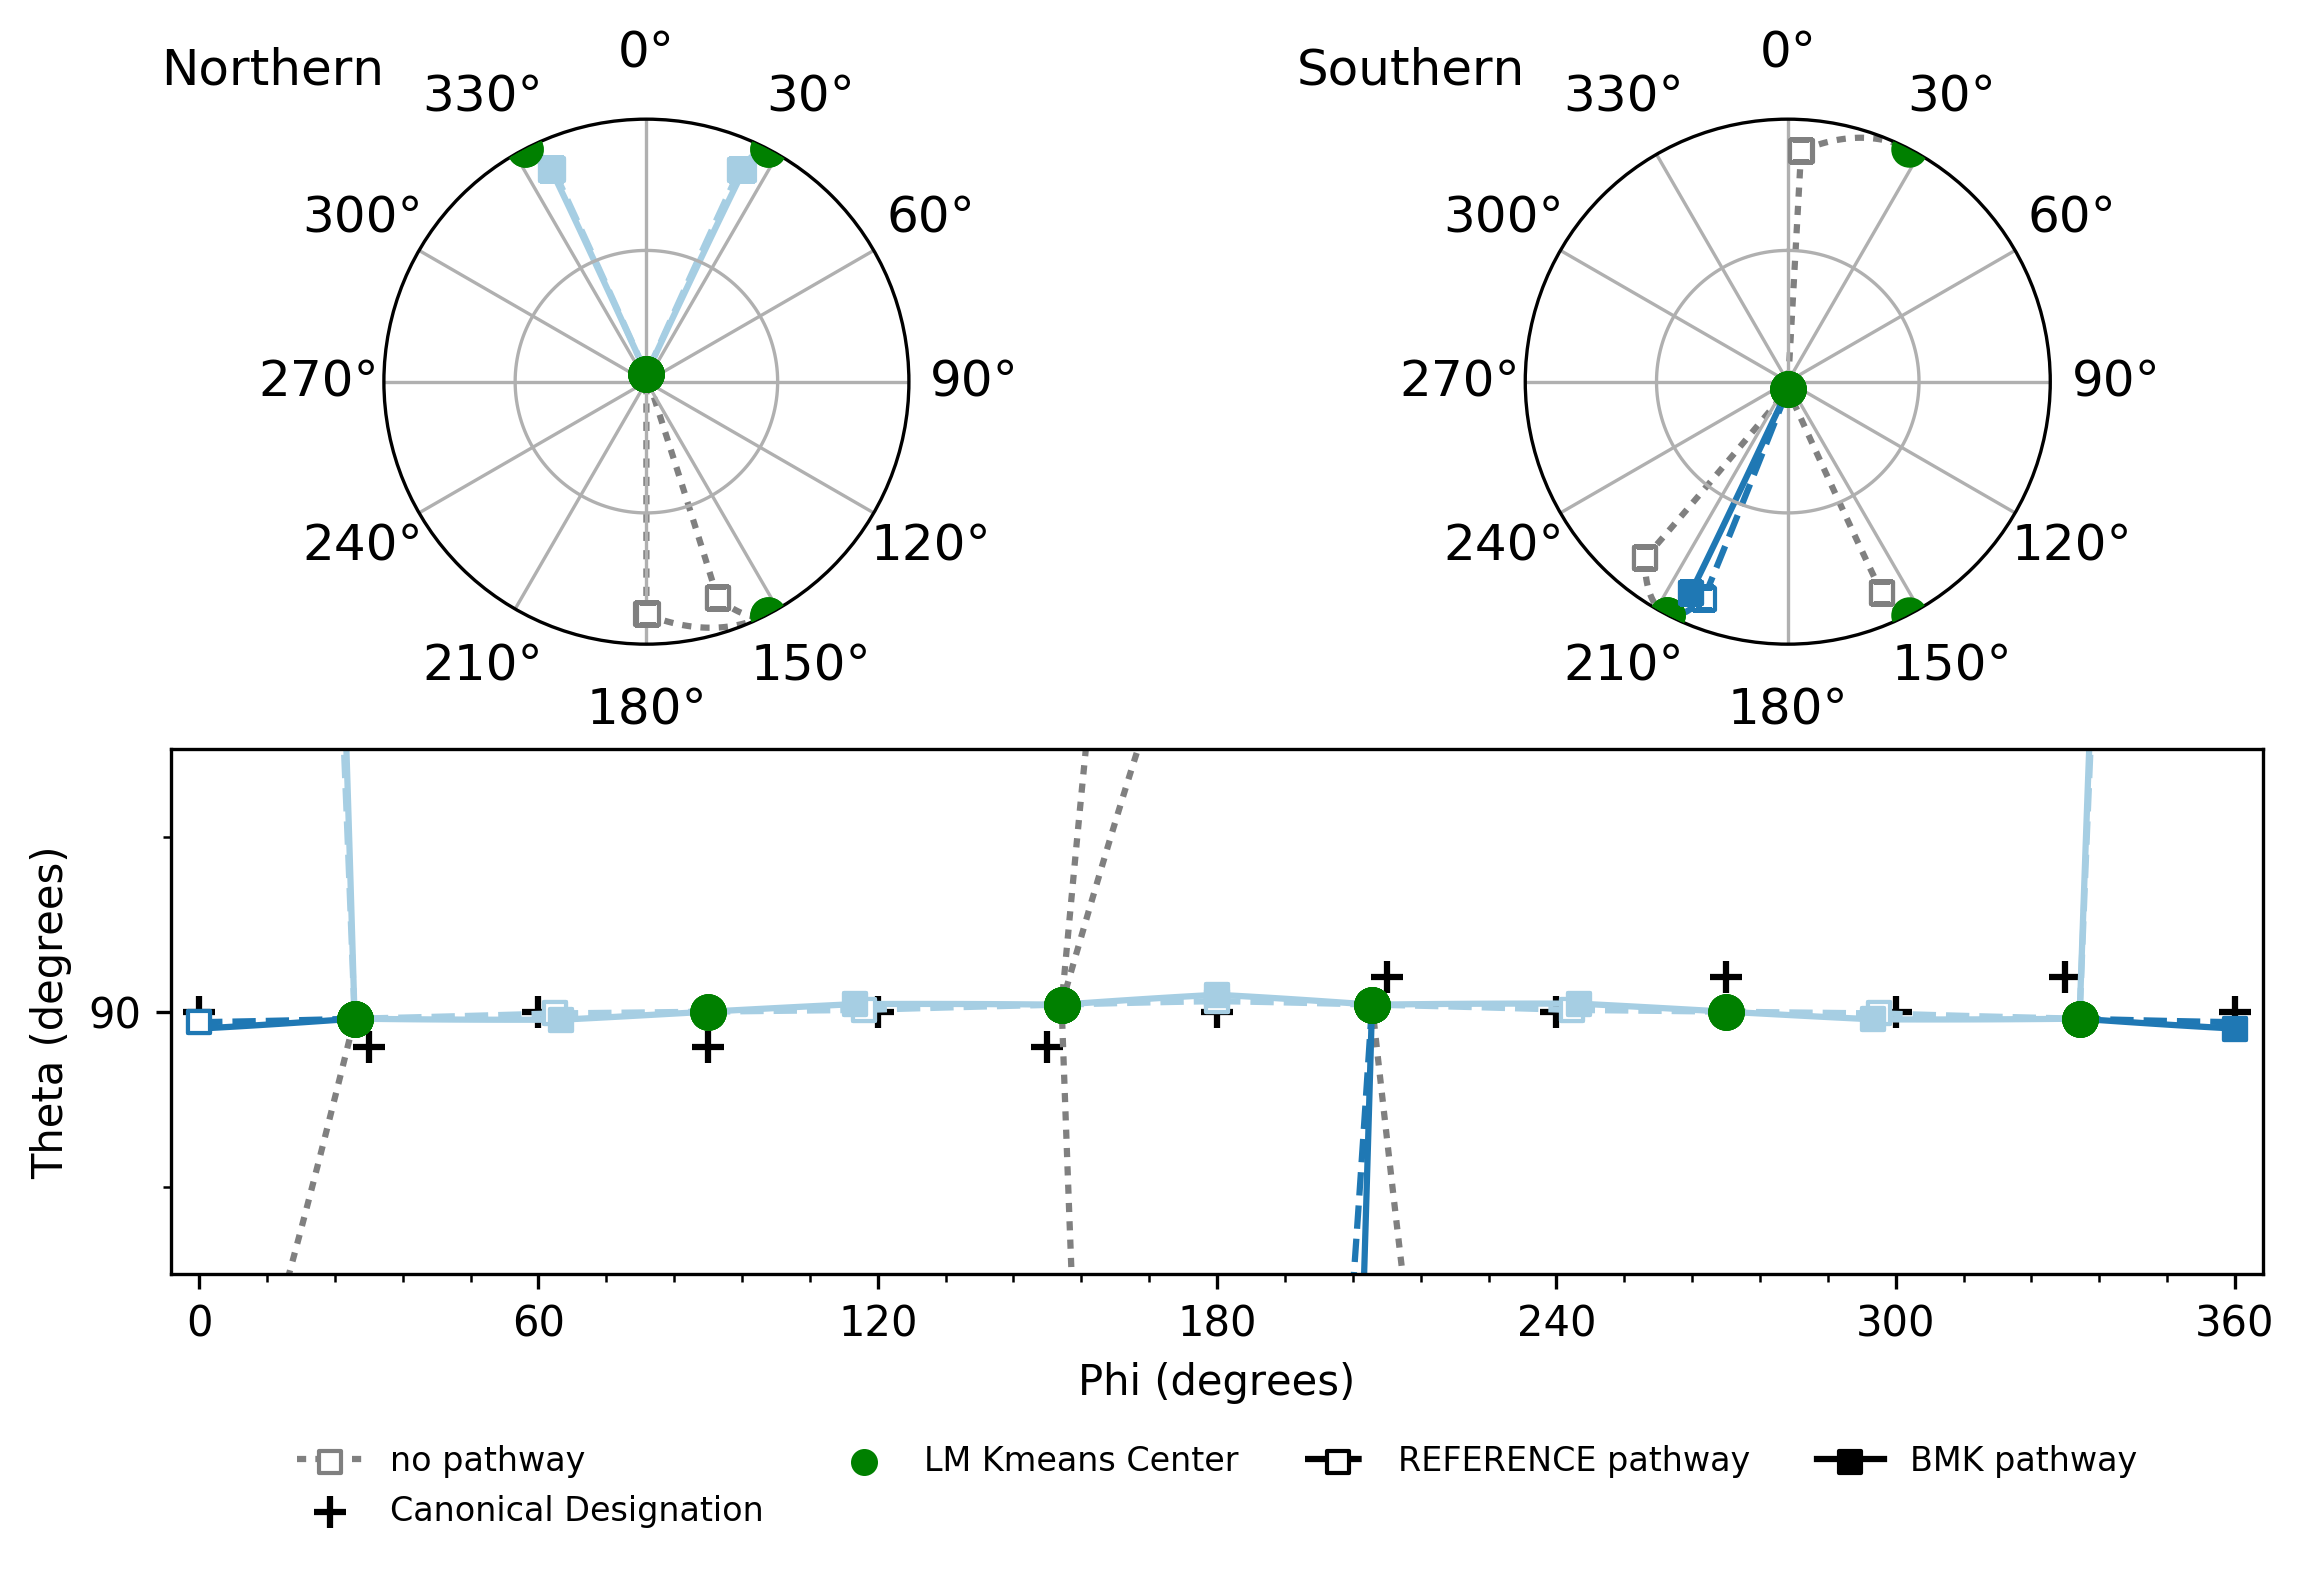 Northern
0°
30°
60°
90°
120°
150°
180°
210°
240°
270°
300°
330°
Southern
0°
30°
60°
90°
120°
150°
180°
210°
240°
270°
300°
330°
Theta (degrees)
90
0 60 120 180 240 300 360
Phi (degrees)
no pathway
Canonical Designation
LM Kmeans Center
REFERENCE pathway
BMK pathway